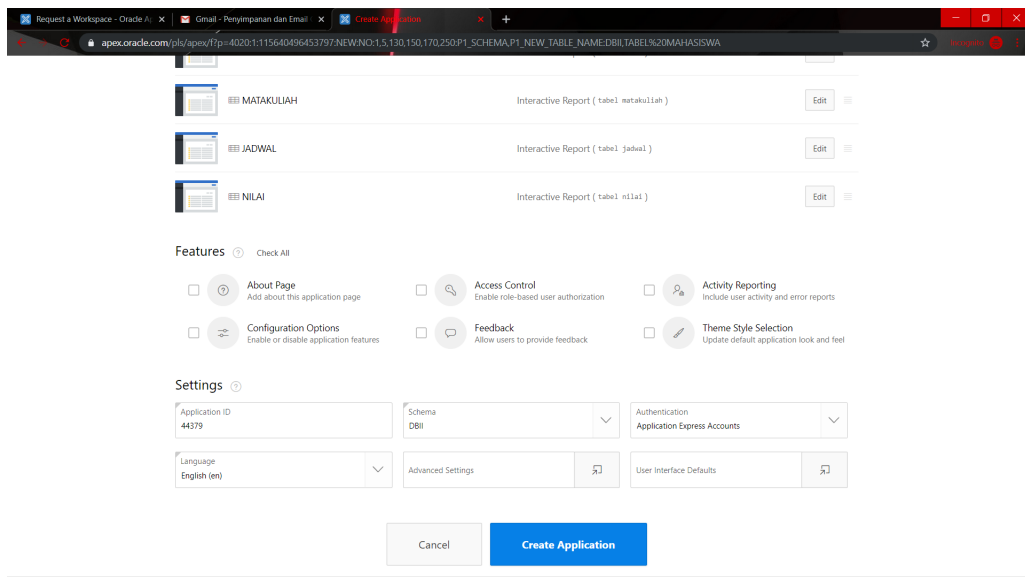 Request a Workspace - Oracle Ap
Gmail - Penyimpanan dan Email
Create Application
apex.oracle.com/pls/apex/f?p=4020:1:115640496453797:NEW:NO:1,5,130,150,170,250:P1_SCHEMA,P1_NEW_TABLE_NAME:DBII,TABEL%20MAHASISWA
MATAKULIAH Interactive Report ( tabel matakuliah ) Edit
JADWAL Interactive Report ( tabel jadwal ) Edit
NILAI Interactive Report ( tabel nilai ) Edit
Features ? Check All
About Page
Add about this application page
Access Control
Enable role-based user authorization
Activity Reporting
Include user activity and error reports
Configuration Options
Enable or disable application features
Feedback
Allow users to provide feedback
Theme Style Selection
Update default application look and feel
Settings ?
Application ID
44379
Schema
DBII
Authentication
Application Express Accounts
Language
English (en)
Advanced Settings
User Interface Defaults
Cancel
Create Application